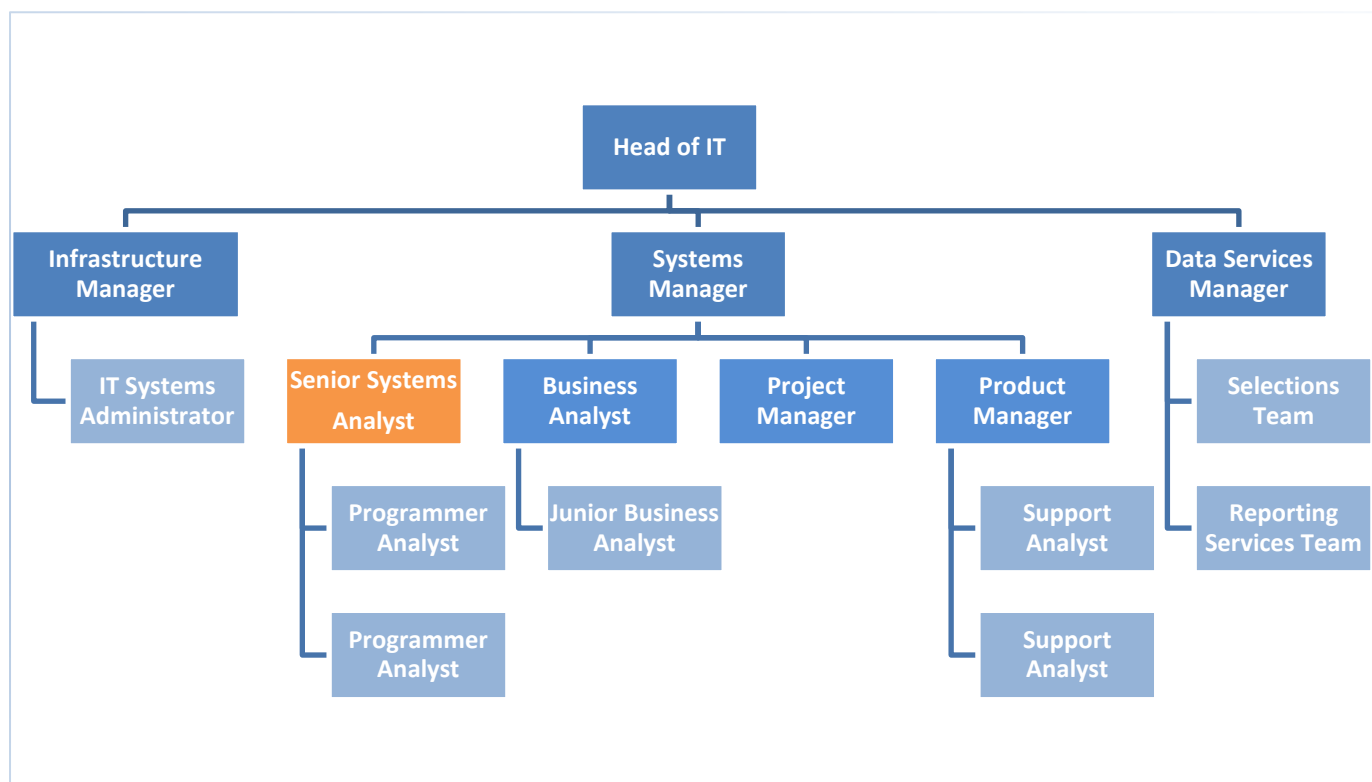 Head of IT
Infrastructure
Manager
Systems
Manager
Data Services
Manager
IT Systems
Administrator
Senior Systems
Analyst
Business
Analyst
Project
Manager
Product
Manager
Selections
Team
Programmer
Analyst
Junior Business
Analyst
Support
Analyst
Reporting
Services Team
Programmer
Analyst
Support
Analyst